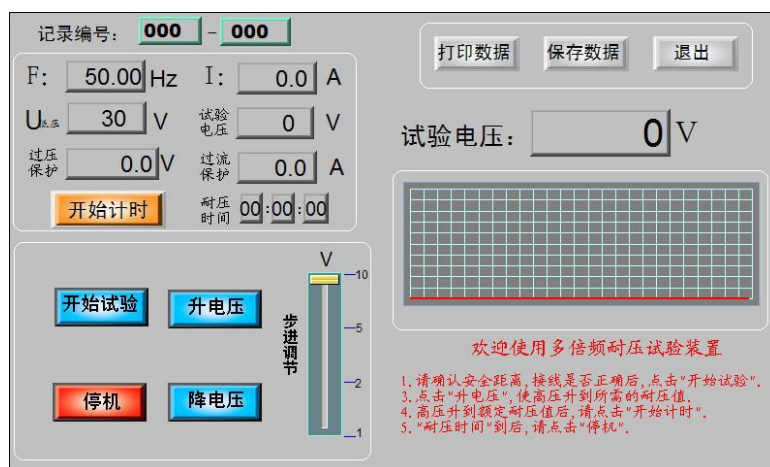 记录编号： 000 - 000
打印数据 保存数据 退出
F: 50.00 Hz I: 0.0 A
U低压 30 V 试验电压 0 V
试验电压： 0 V
过压保护 0.0 V 过流保护 0.0 A
开始计时 耐压时间 00:00:00
V
10
开始试验 升电压
步进调节
5
2
停机 降电压
1
欢迎使用多倍频耐压试验装置
1.请确认安全距离,接线是否正确后,点击"开始试验".
3.点击"升电压",使高压升到所需的耐压值.
4.高压升到额定耐压值后,请点击"开始计时".
5."耐压时间"到后,请点击"停机".